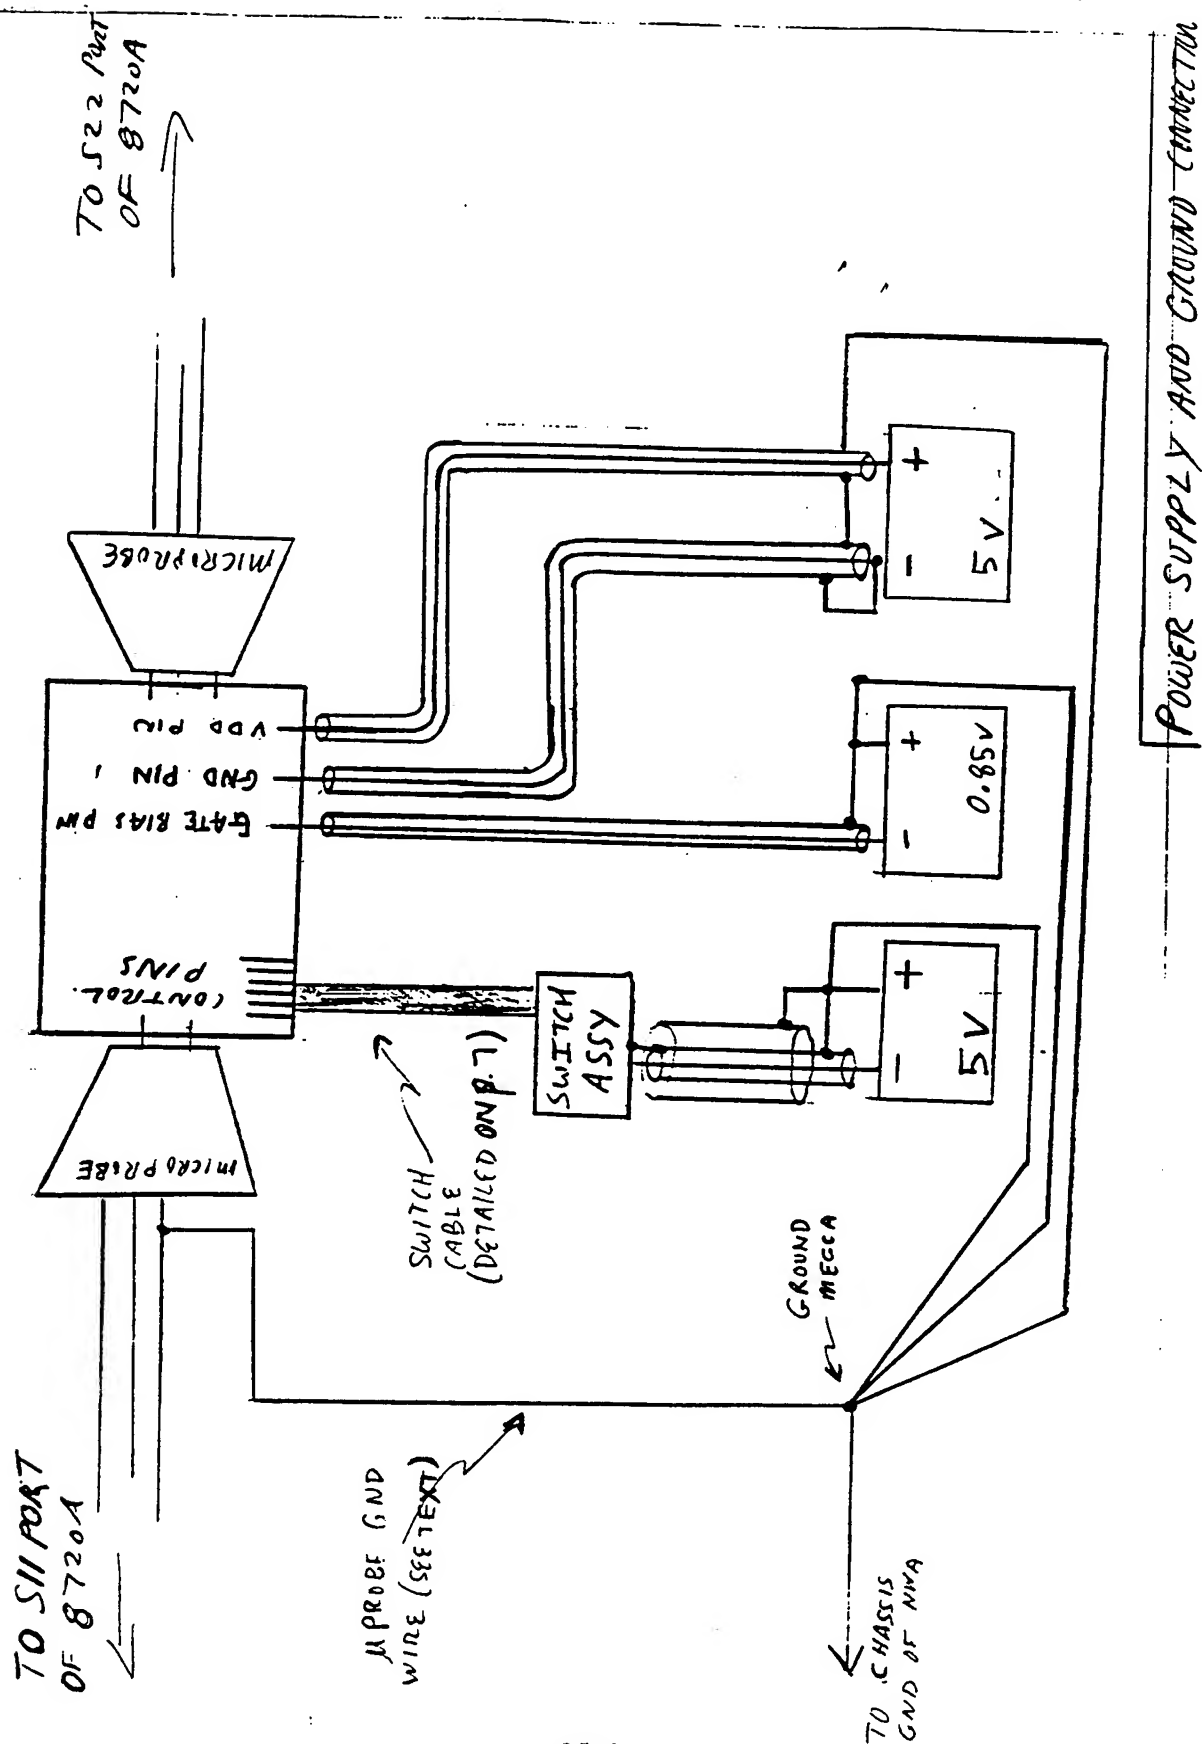 TO S11 PORT
OF 8720A
TO S22 PORT
OF 8720A
MICROPROBE
MICROPROBE
CONTROL
PINS
GATE BIAS PIN
GND PIN
VDD PIN
SWITCH
CABLE
(DETAILED ON p. 7)
SWITCH
ASSY
µPROBE GND
WIRE (SEE TEXT)
GROUND
MECCA
- +
5V
- +
0.85V
- +
5V
TO CHASSIS
GND OF NWA
POWER SUPPLY AND GROUND CONNECTION